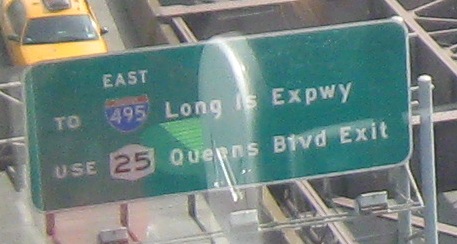 EAST
TO 495 Long Is Expwy
USE 25 Queens Blvd Exit